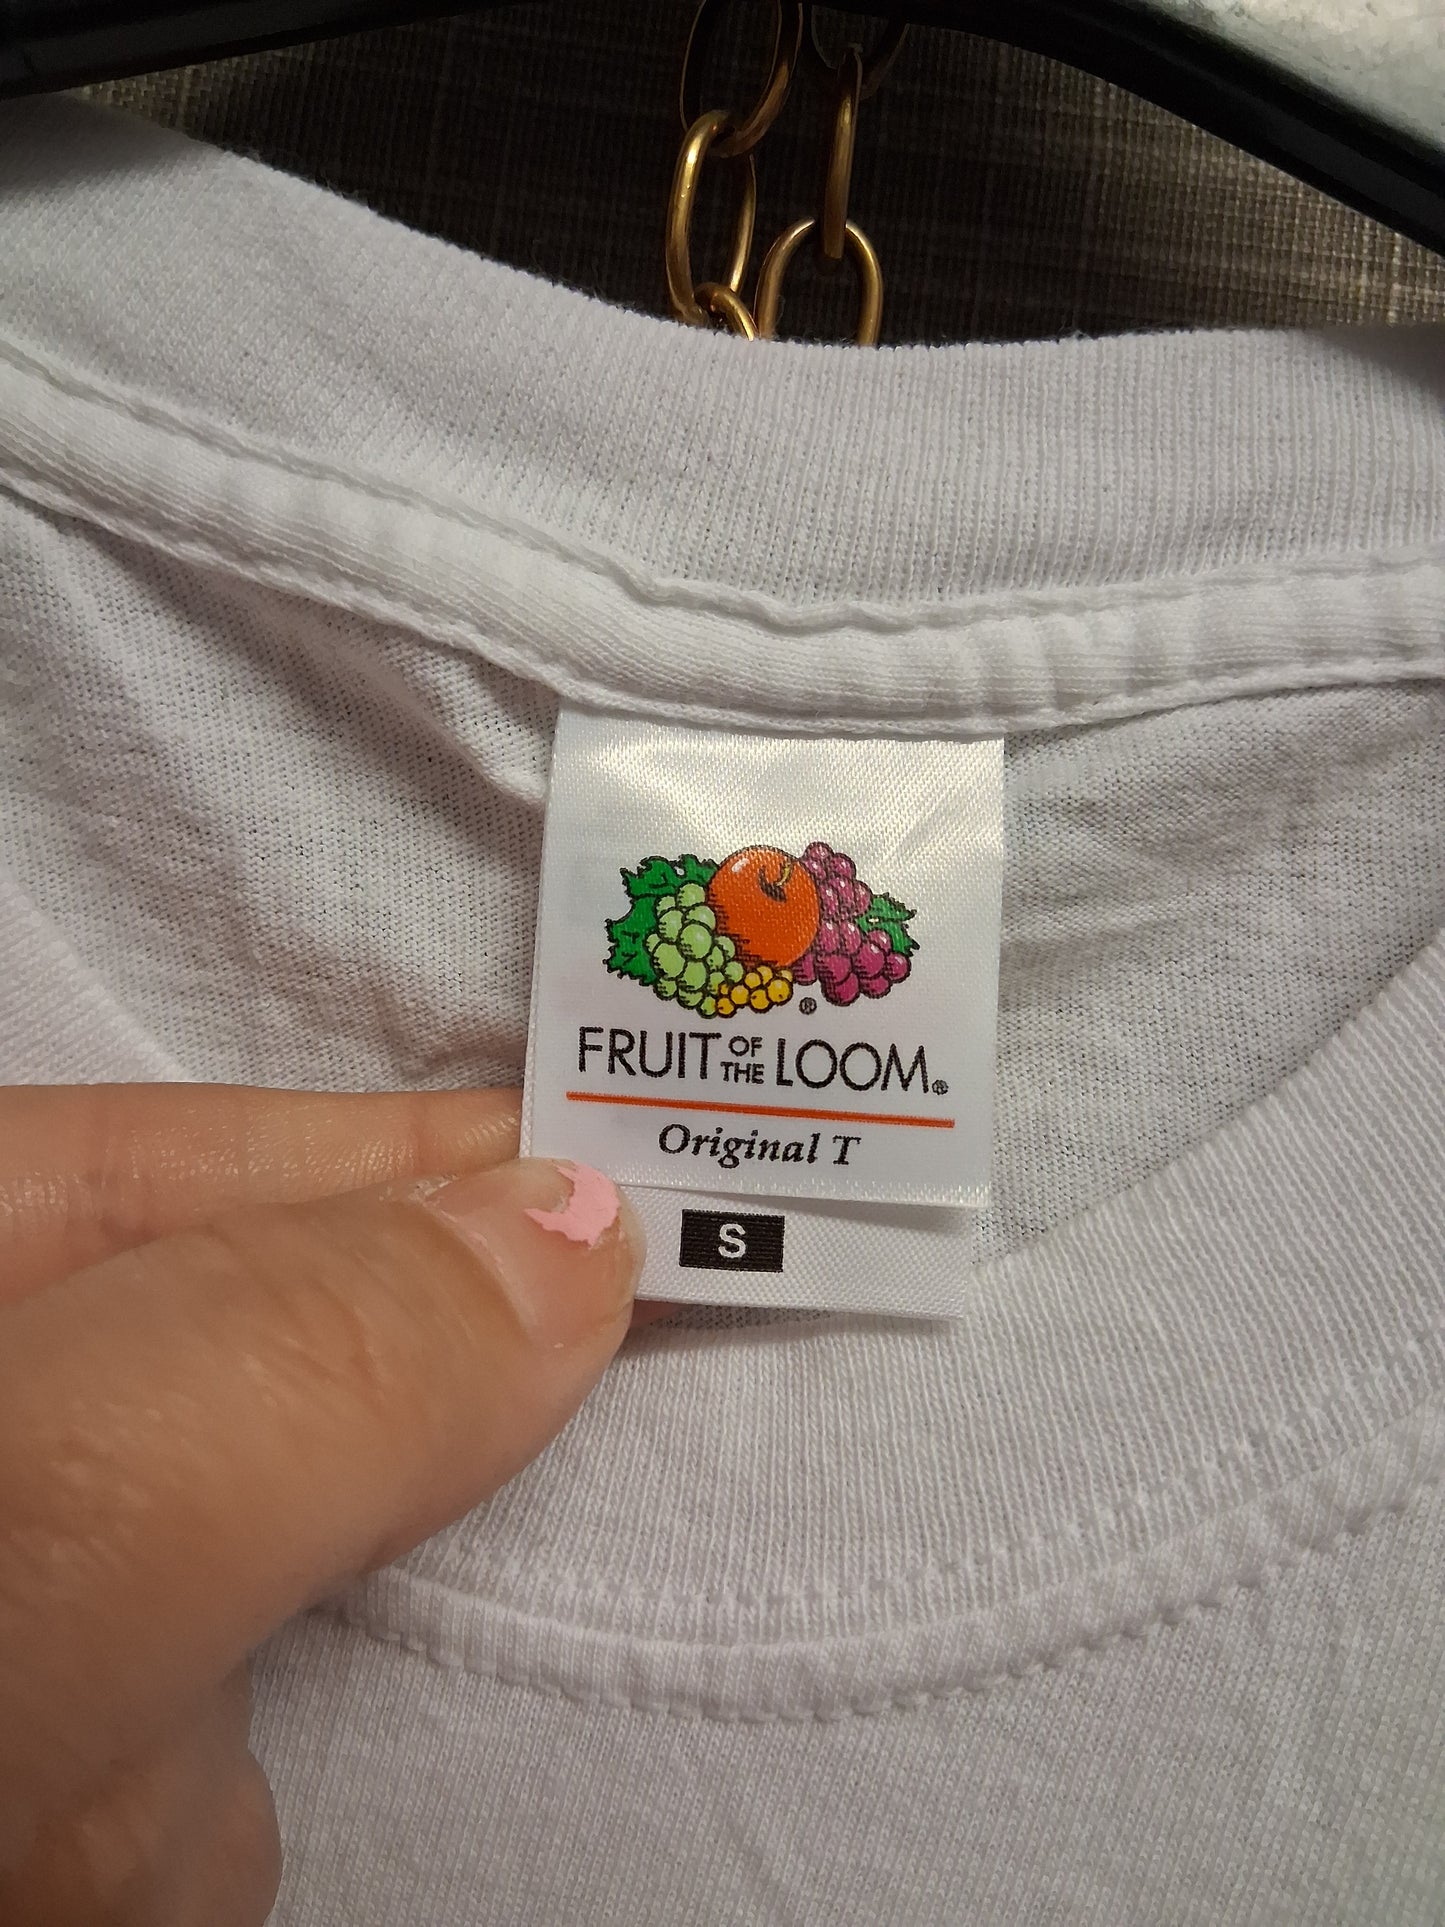 ®
FRUIT OF THE LOOM®
Original T
S